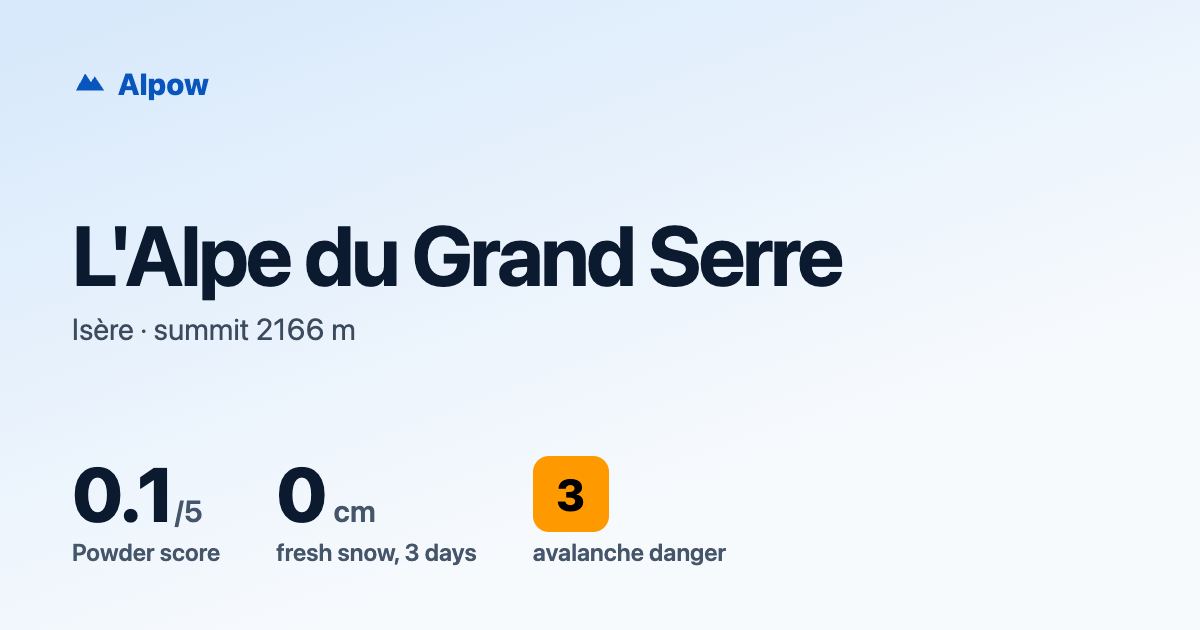 Alpow
L'Alpe du Grand Serre
Isère · summit 2166 m
0.1/5
Powder score
0 cm
fresh snow, 3 days
3
avalanche danger